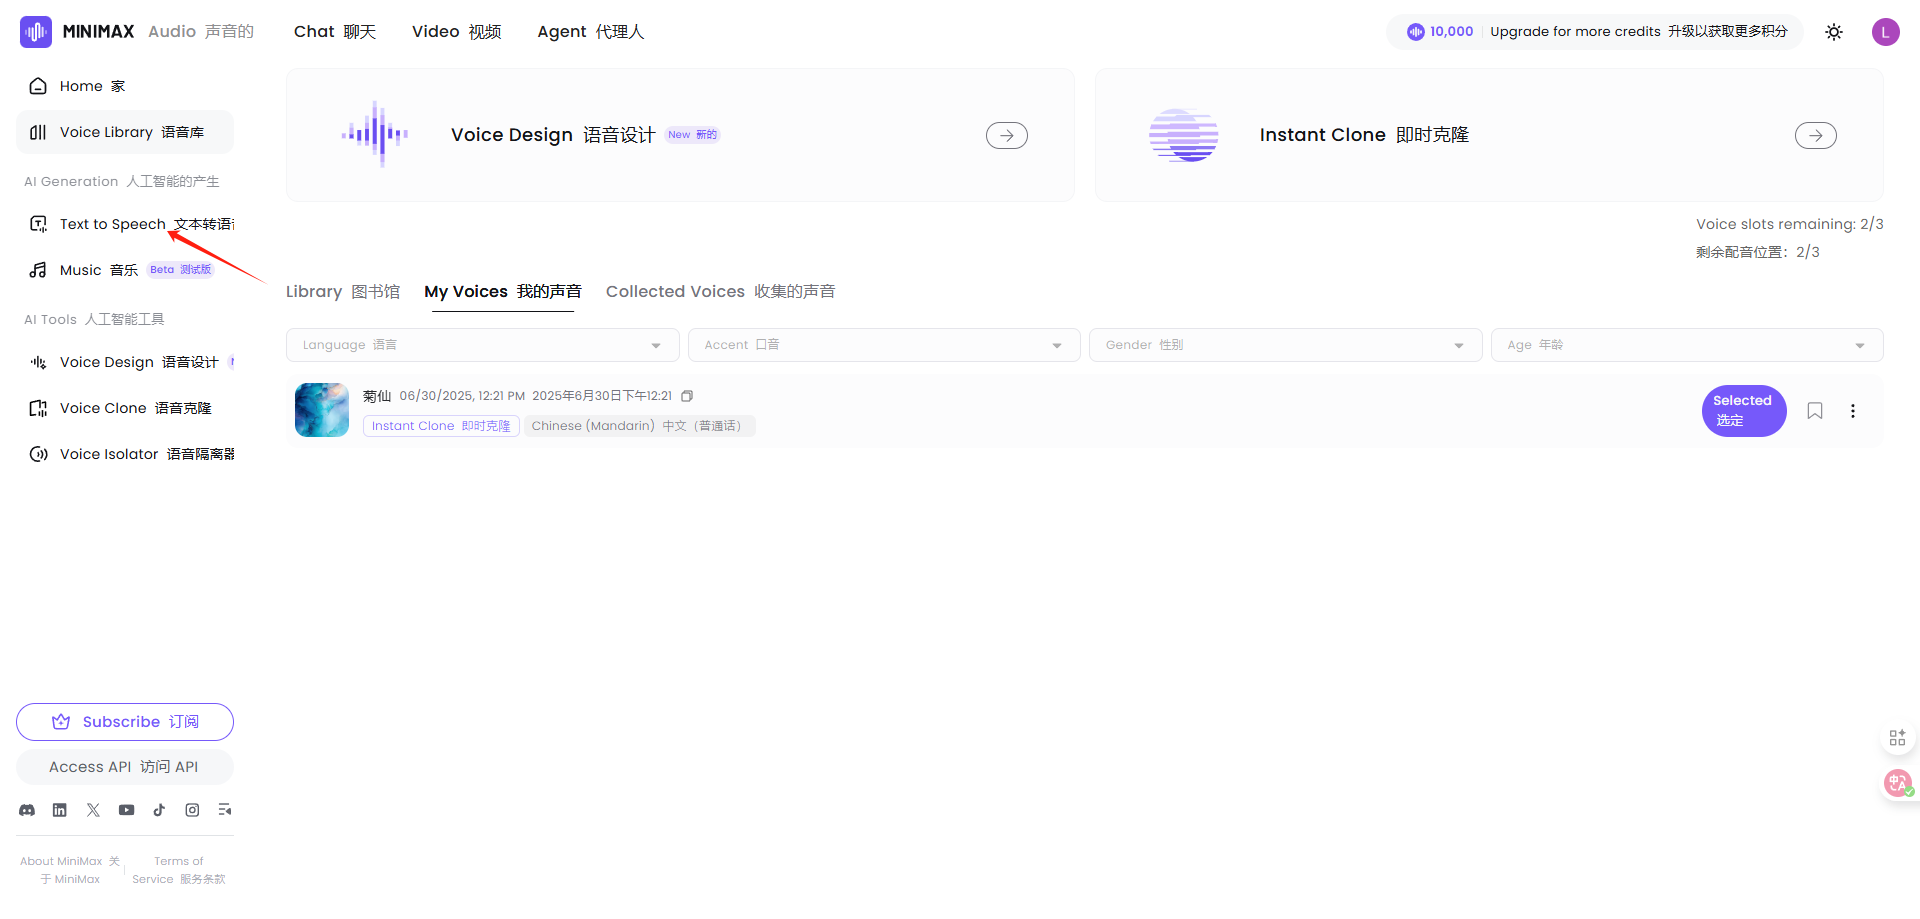 MINIMAX Audio 声音的 Chat 聊天 Video 视频 Agent 代理人 10,000 Upgrade for more credits 升级以获取更多积分 L
Home 家
Voice Library 语音库
AI Generation 人工智能的产生
Text to Speech 文本转语
Music 音乐 Beta 测试版
AI Tools 人工智能工具
Voice Design 语音设计
Voice Clone 语音克隆
Voice Isolator 语音隔离器
Subscribe 订阅
Access API 访问 API
About MiniMax 关
于 MiniMax
Terms of
Service 服务条款
Voice Design 语音设计 New 新的
Instant Clone 即时克隆
Voice slots remaining: 2/3
剩余配音位置：2/3
Library 图书馆 My Voices 我的声音 Collected Voices 收集的声音
Language 语言 Accent 口音 Gender 性别 Age 年龄
菊仙 06/30/2025, 12:21 PM 2025年6月30日下午12:21
Instant Clone 即时克隆 Chinese (Mandarin) 中文（普通话）
Selected
选定